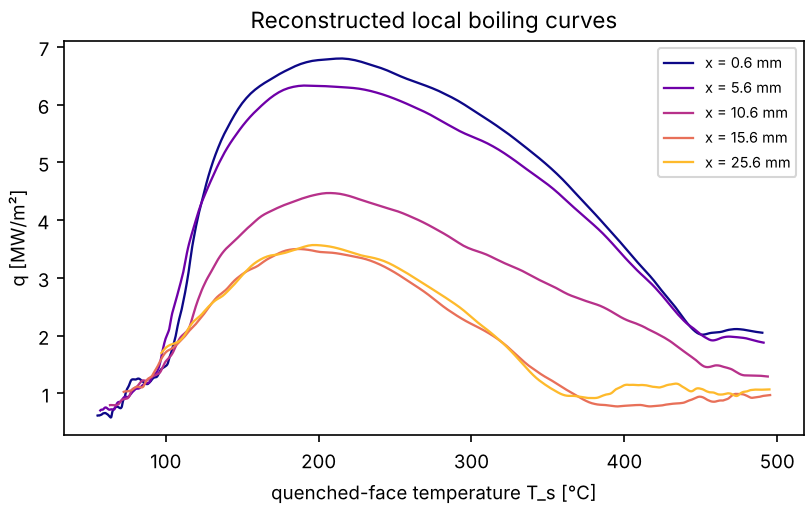 Reconstructed local boiling curves
7
6
5
4
3
2
1
q [MW/m²]
x = 0.6 mm
x = 5.6 mm
x = 10.6 mm
x = 15.6 mm
x = 25.6 mm
100 200 300 400 500
quenched-face temperature T_s [°C]